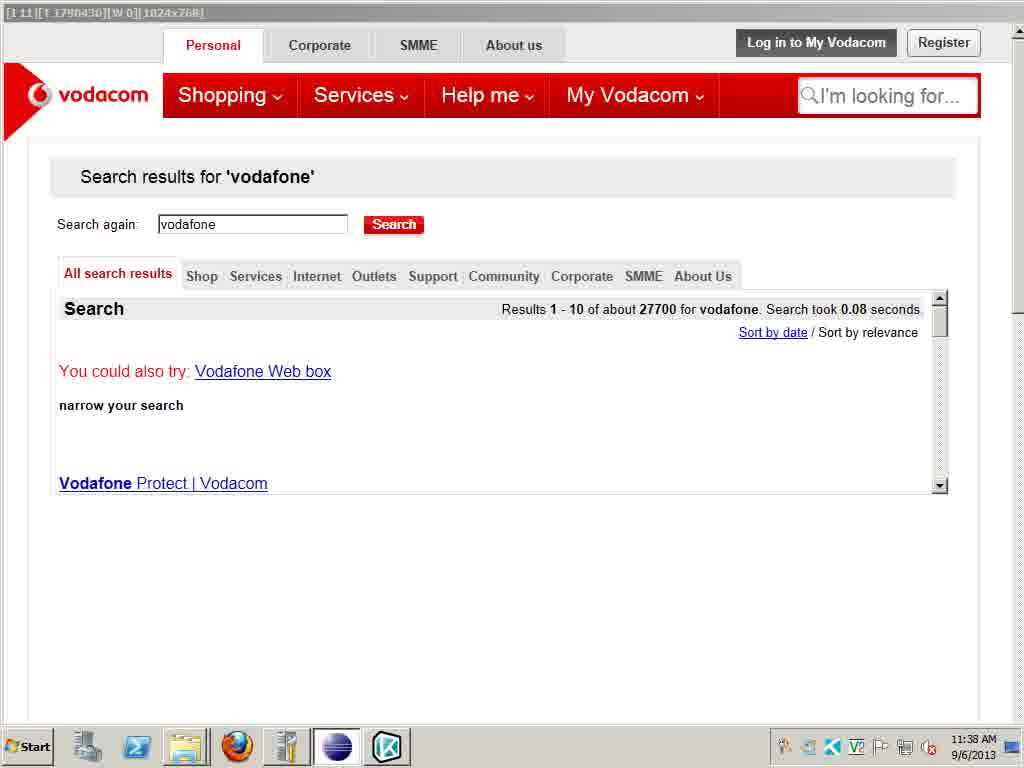 [I 11][T 1790430][W 0][1024x768]
Personal Corporate SMME About us Log in to My Vodacom Register
vodacom Shopping Services Help me My Vodacom I'm looking for...
Search results for 'vodafone'
Search again: vodafone Search
All search results Shop Services Internet Outlets Support Community Corporate SMME About Us
Search Results 1 - 10 of about 27700 for vodafone. Search took 0.08 seconds.
Sort by date / Sort by relevance
You could also try: Vodafone Web box
narrow your search
Vodafone Protect | Vodacom
Start 11:38 AM
9/6/2013